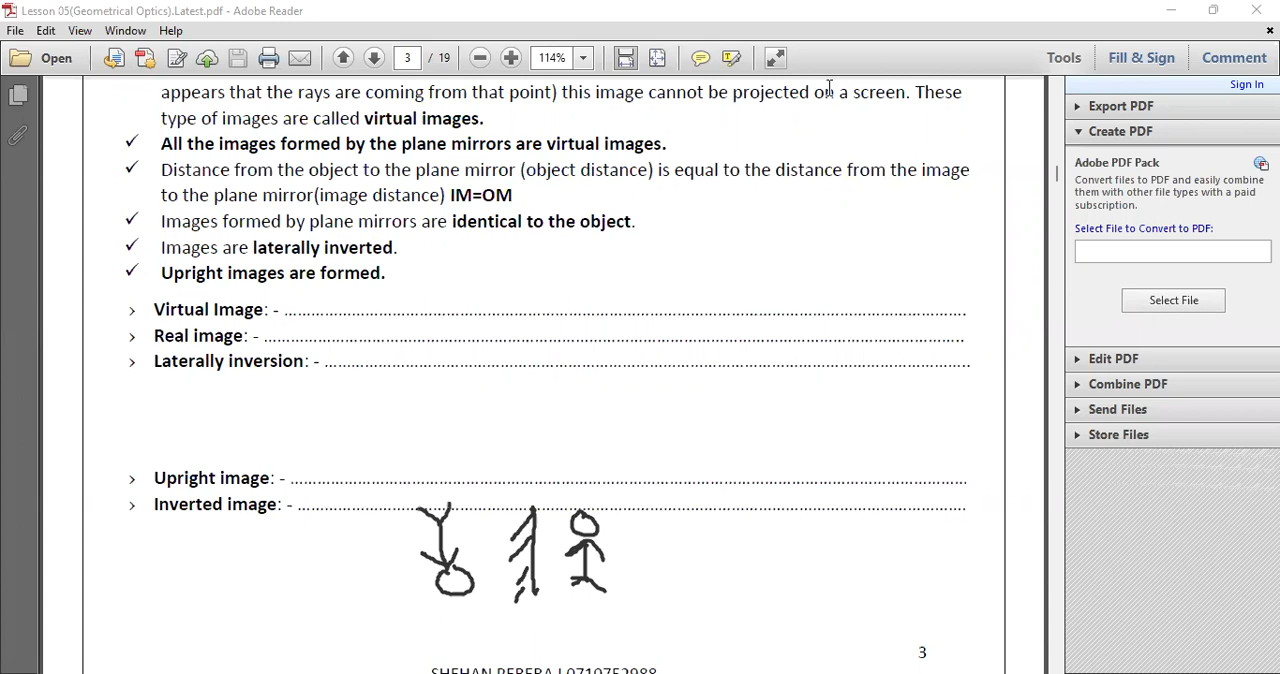 Lesson 05(Geometrical Optics).Latest.pdf - Adobe Reader
File Edit View Window Help
Open 3 / 19 114% Tools Fill & Sign Comment
Sign In
appears that the rays are coming from that point) this image cannot be projected on a screen. These
type of images are called virtual images.
✓ All the images formed by the plane mirrors are virtual images.
✓ Distance from the object to the plane mirror (object distance) is equal to the distance from the image
to the plane mirror(image distance) IM=OM
✓ Images formed by plane mirrors are identical to the object.
✓ Images are laterally inverted.
✓ Upright images are formed.
› Virtual Image: - ........................................................
› Real image: - ........................................................
› Laterally inversion: - ........................................................
› Upright image: - ........................................................
› Inverted image: - ........................................................
3
Export PDF
Create PDF
Adobe PDF Pack
Convert files to PDF and easily combine
them with other file types with a paid
subscription.
Select File to Convert to PDF:
Select File
Edit PDF
Combine PDF
Send Files
Store Files